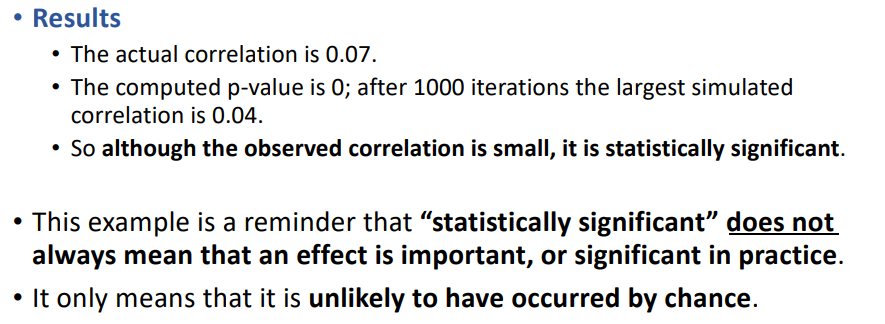 • Results
• The actual correlation is 0.07.
• The computed p-value is 0; after 1000 iterations the largest simulated
correlation is 0.04.
• So although the observed correlation is small, it is statistically significant.
• This example is a reminder that “statistically significant” does not
always mean that an effect is important, or significant in practice.
• It only means that it is unlikely to have occurred by chance.